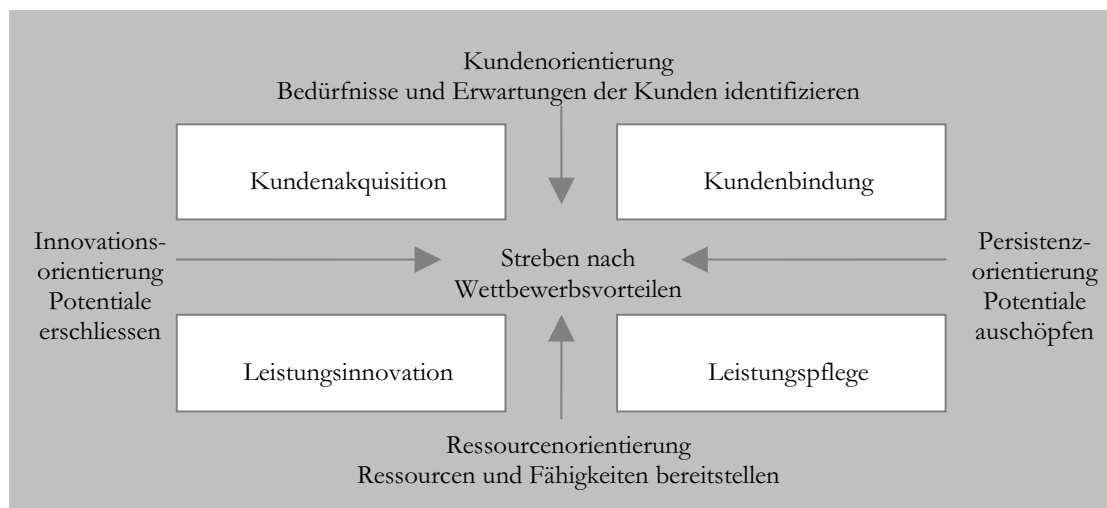 Kundenorientierung
Bedürfnisse und Erwartungen der Kunden identifizieren
Kundenakquisition
Kundenbindung
Innovations-
orientierung
Potentiale
erschliessen
Streben nach
Wettbewerbsvorteilen
Persistenz-
orientierung
Potentiale
auschöpfen
Leistungsinnovation
Leistungspflege
Ressourcenorientierung
Ressourcen und Fähigkeiten bereitstellen